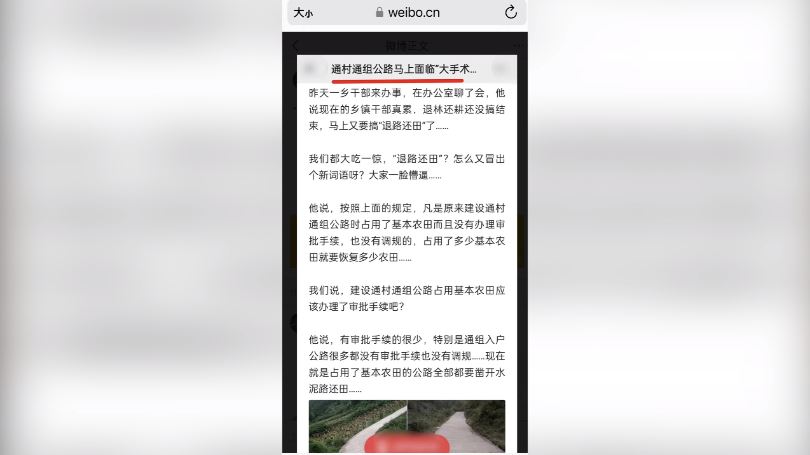 大小 weibo.cn
微博正文
通村通组公路马上面临“大手术...
昨天一乡干部来办事，在办公室聊了会，他
说现在的乡镇干部真累，退林还耕还没搞结
束，马上又要搞“退路还田”了……
我们都大吃一惊，“退路还田”？怎么又冒出
个新词语呀？大家一脸懵逼……
他说，按照上面的规定，凡是原来建设通村
通组公路时占用了基本农田而且没有办理审
批手续，也没有调规的，占用了多少基本农
田就要恢复多少农田……
我们说，建设通村通组公路占用基本农田应
该办理了审批手续吧？
他说，有审批手续的很少，特别是通组入户
公路很多都没有审批手续也没有调规……现在
就是占用了基本农田的公路全部都要凿开水
泥路还田……